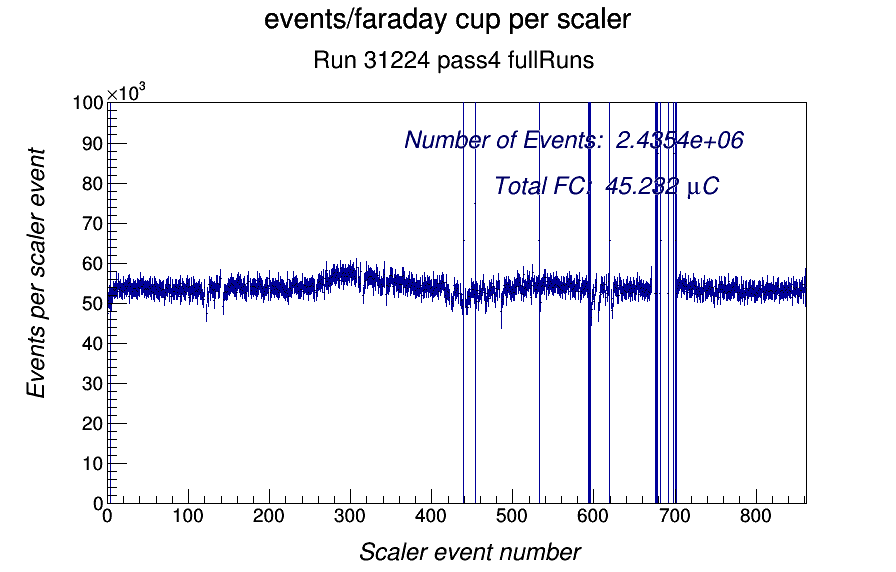 events/faraday cup per scaler
Run 31224 pass4 fullRuns
×10³
100
90
80
70
60
50
40
30
20
10
0
Events per scaler event
Number of Events: 2.4354e+06
Total FC: 45.232 μC
0 100 200 300 400 500 600 700 800
Scaler event number